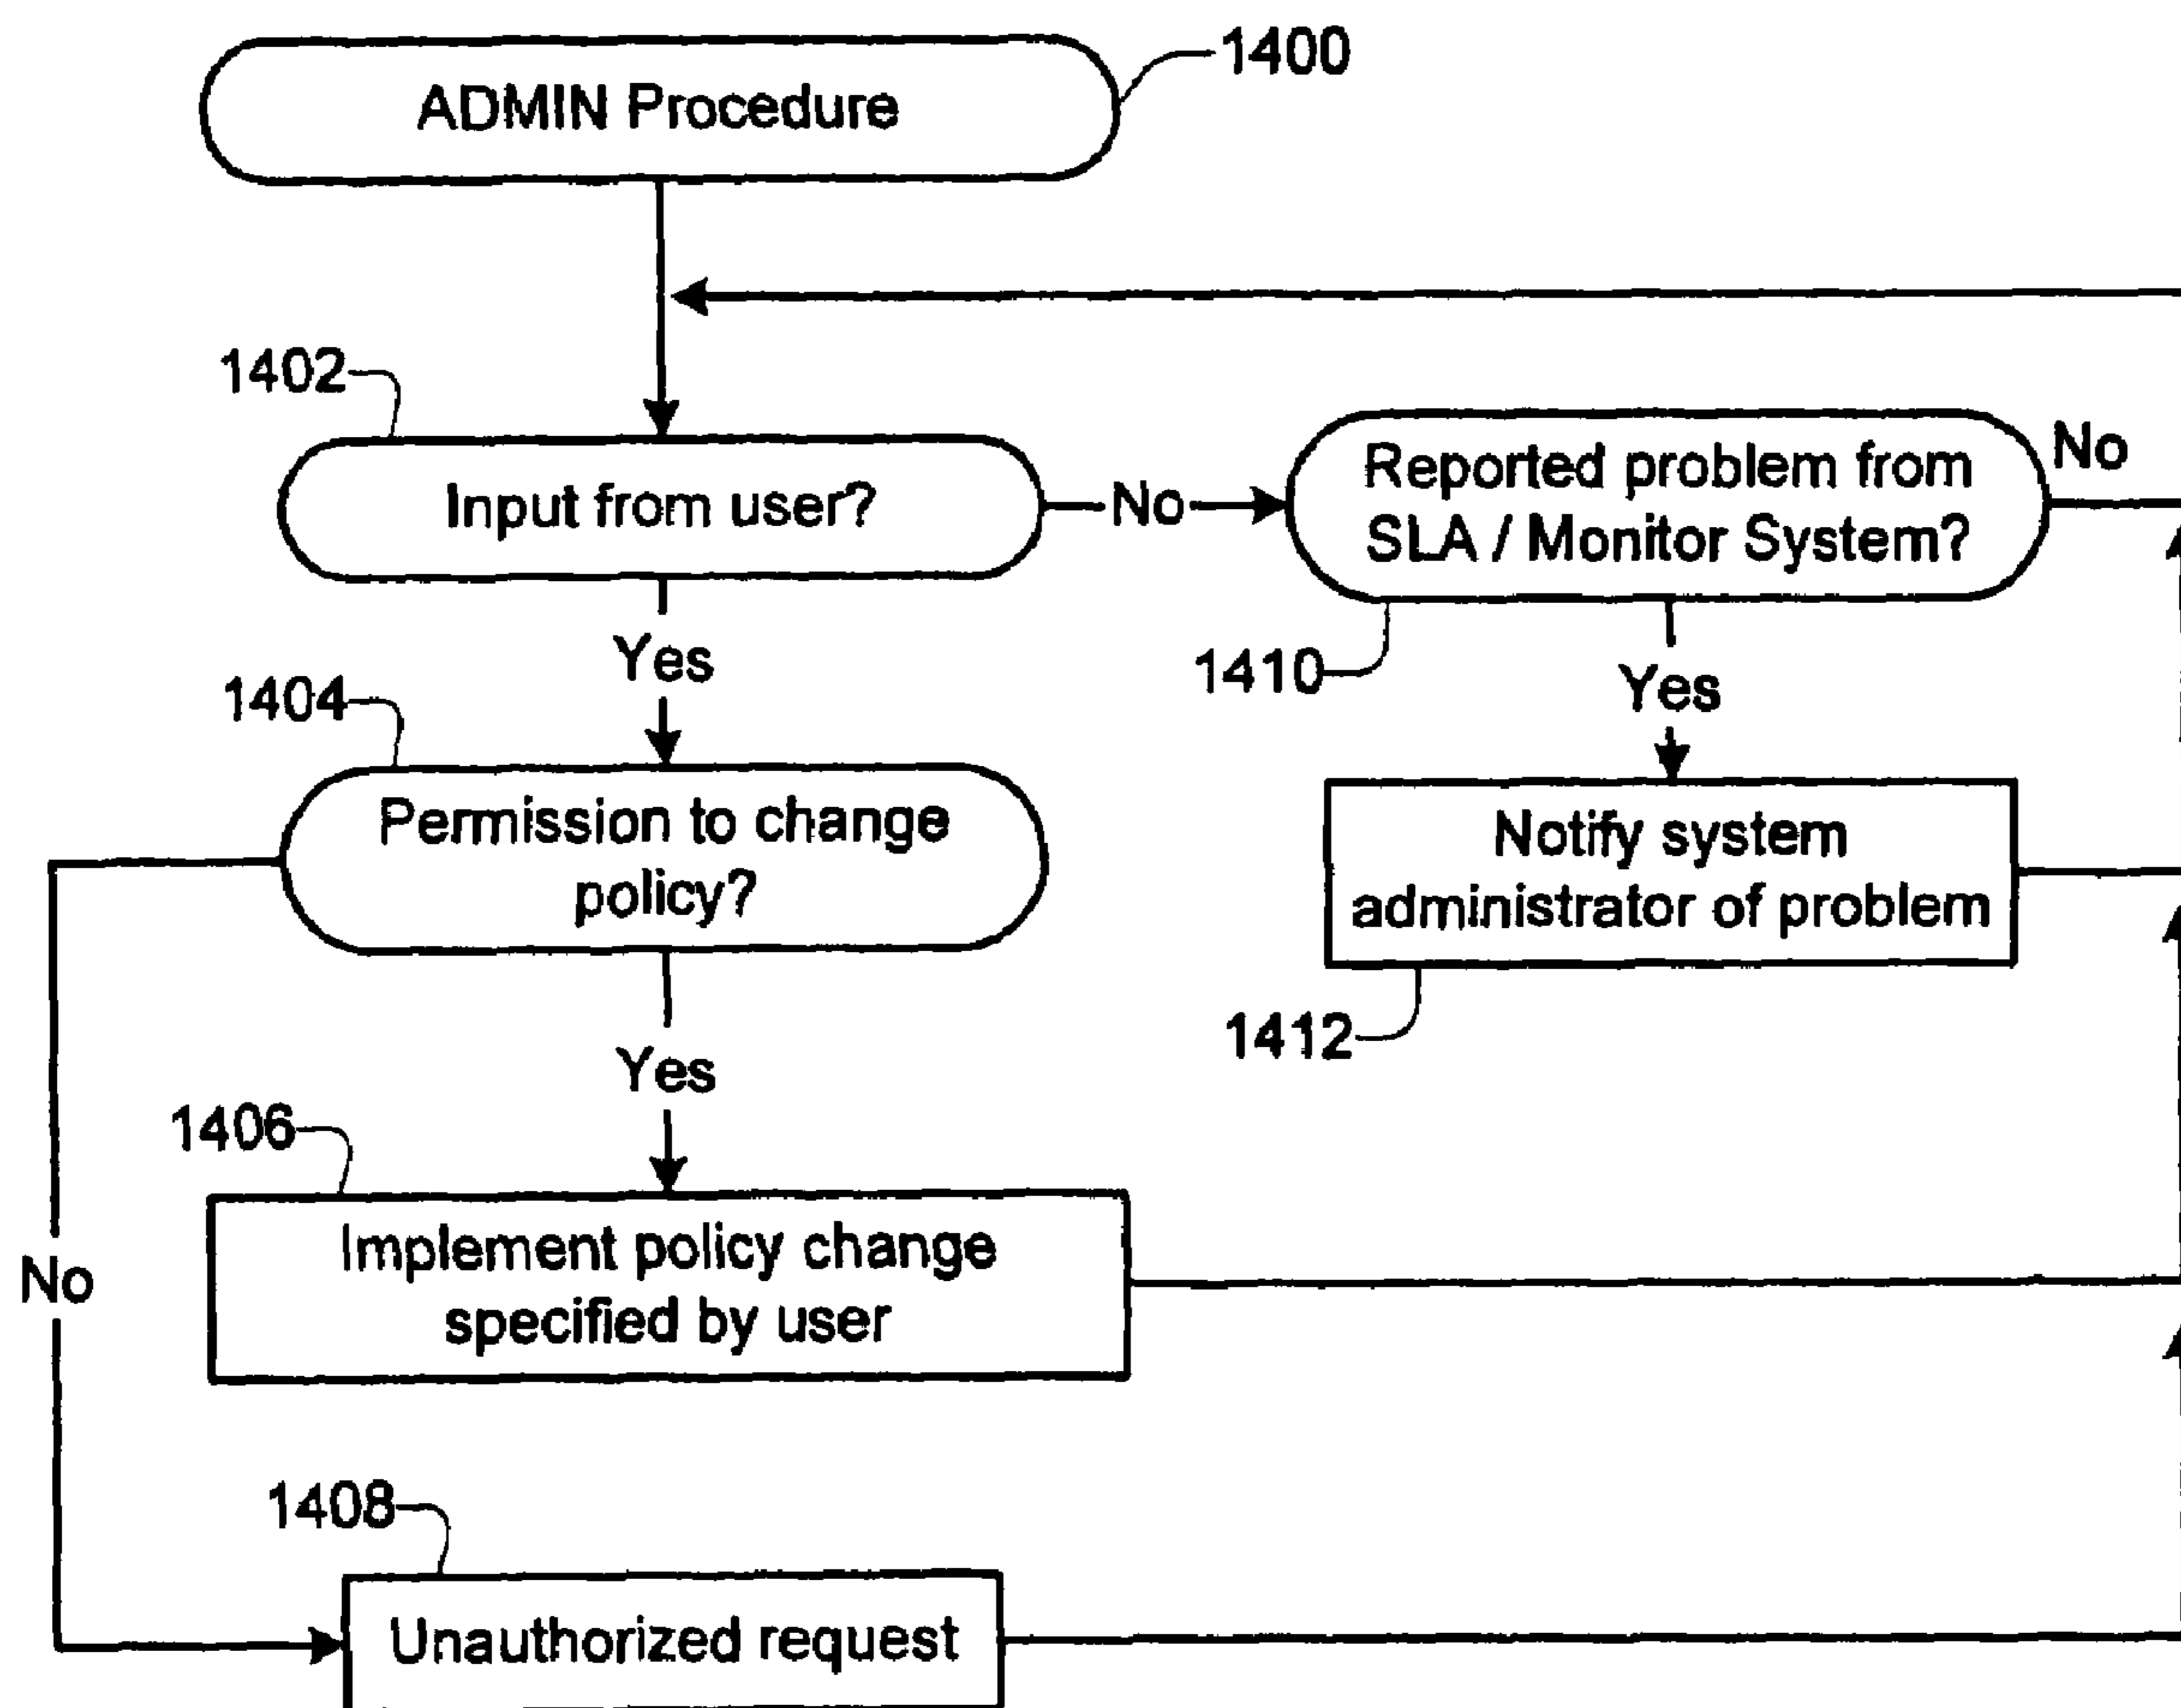 1400
ADMIN Procedure
1402
Input from user?
No
Reported problem from
SLA / Monitor System?
No
1410
Yes
Yes
1404
Permission to change
policy?
Notify system
administrator of problem
1412
Yes
1406
Implement policy change
specified by user
No
1408
Unauthorized request